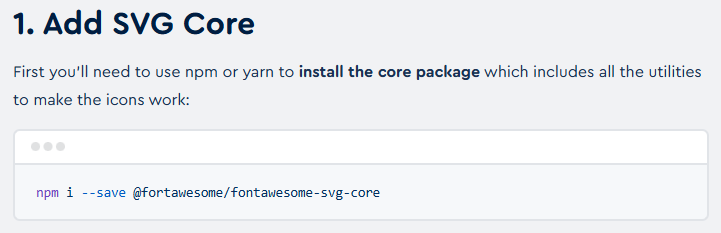 1. Add SVG Core
First you'll need to use npm or yarn to install the core package which includes all the utilities
to make the icons work:
npm i --save @fortawesome/fontawesome-svg-core